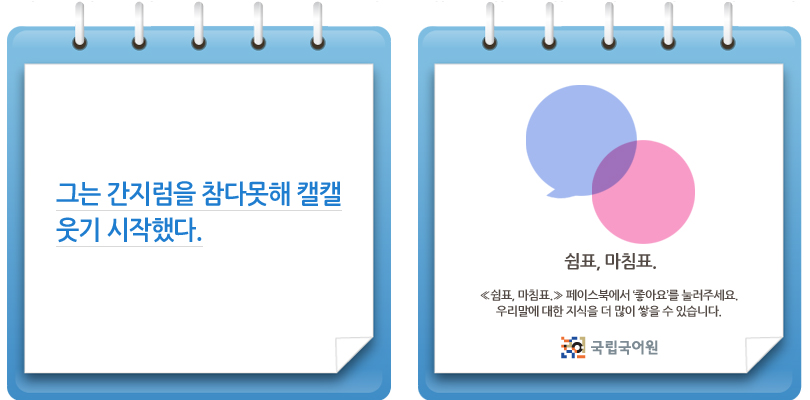 그는 간지럼을 참다못해 캘캘
웃기 시작했다.
쉼표, 마침표.
≪쉼표, 마침표.≫ 페이스북에서 '좋아요'를 눌러주세요.
우리말에 대한 지식을 더 많이 쌓을 수 있습니다.
국립국어원